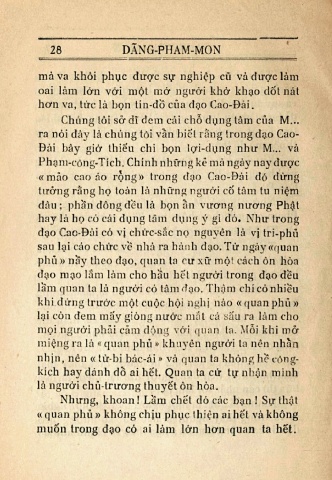 28 DĂNG-PHAM-MON
mà va khôi phục được sự nghiệp cũ và được làm
oai làm lớn với một mớ người khờ khạo dốt nát
hơn va, tức là bọn tin-đồ của đạo Cao-Đài.
Chúng tôi sở dĩ đem cái chỗ dụng tâm của M...
ra nói đây là chúng tôi vẫn biết rằng trong đạo Cao-
Đài bây giờ thiếu chi bọn lợi-dụng như M... và
Phạm-công-Tích. Chính những kẻ mà ngày nay được
« mão cao áo rộng » trong đạo Cao-Đài đó đừng
tưởng rằng họ toàn là những người cố tâm tu niệm
đâu ; phần đông đều là bọn ẩn vương nương Phật
hay là họ có cái dụng tâm dụng ý gì đó. Như trong
đạo Cao-Đài có vị chức-sắc nọ nguyên là vị tri-phủ
sau lại cáo chức về nhà ra hành đạo. Từ ngày «quan
phủ » nầy theo đạo, quan ta cư xử một cách ôn hòa
đạo mạo lắm làm cho hầu hết người trong đạo đều
lầm quan ta là người có tâm đạo. Thậm chí có nhiều
khi đứng trước một cuộc hội nghị nào « quan phủ »
lại còn đem mấy giòng nước mắt cá sấu ra làm cho
mọi người phải cảm động với quan ta. Mỗi khi mở
miệng ra là « quan phủ » khuyên người ta nên nhẫn
nhịn, nên « từ-bi bác-ái » và quan ta không hề công-
kích hay đánh đỗ ai hết. Quan ta cứ tự nhận mình
là người chủ-trương thuyết ôn hòa.
Nhưng, khoan ! Lầm chết đó các bạn ! Sự thật
« quan phủ » không chịu phục thiện ai hết và không
muốn trong đạo có ai làm lớn hơn quan ta hết.